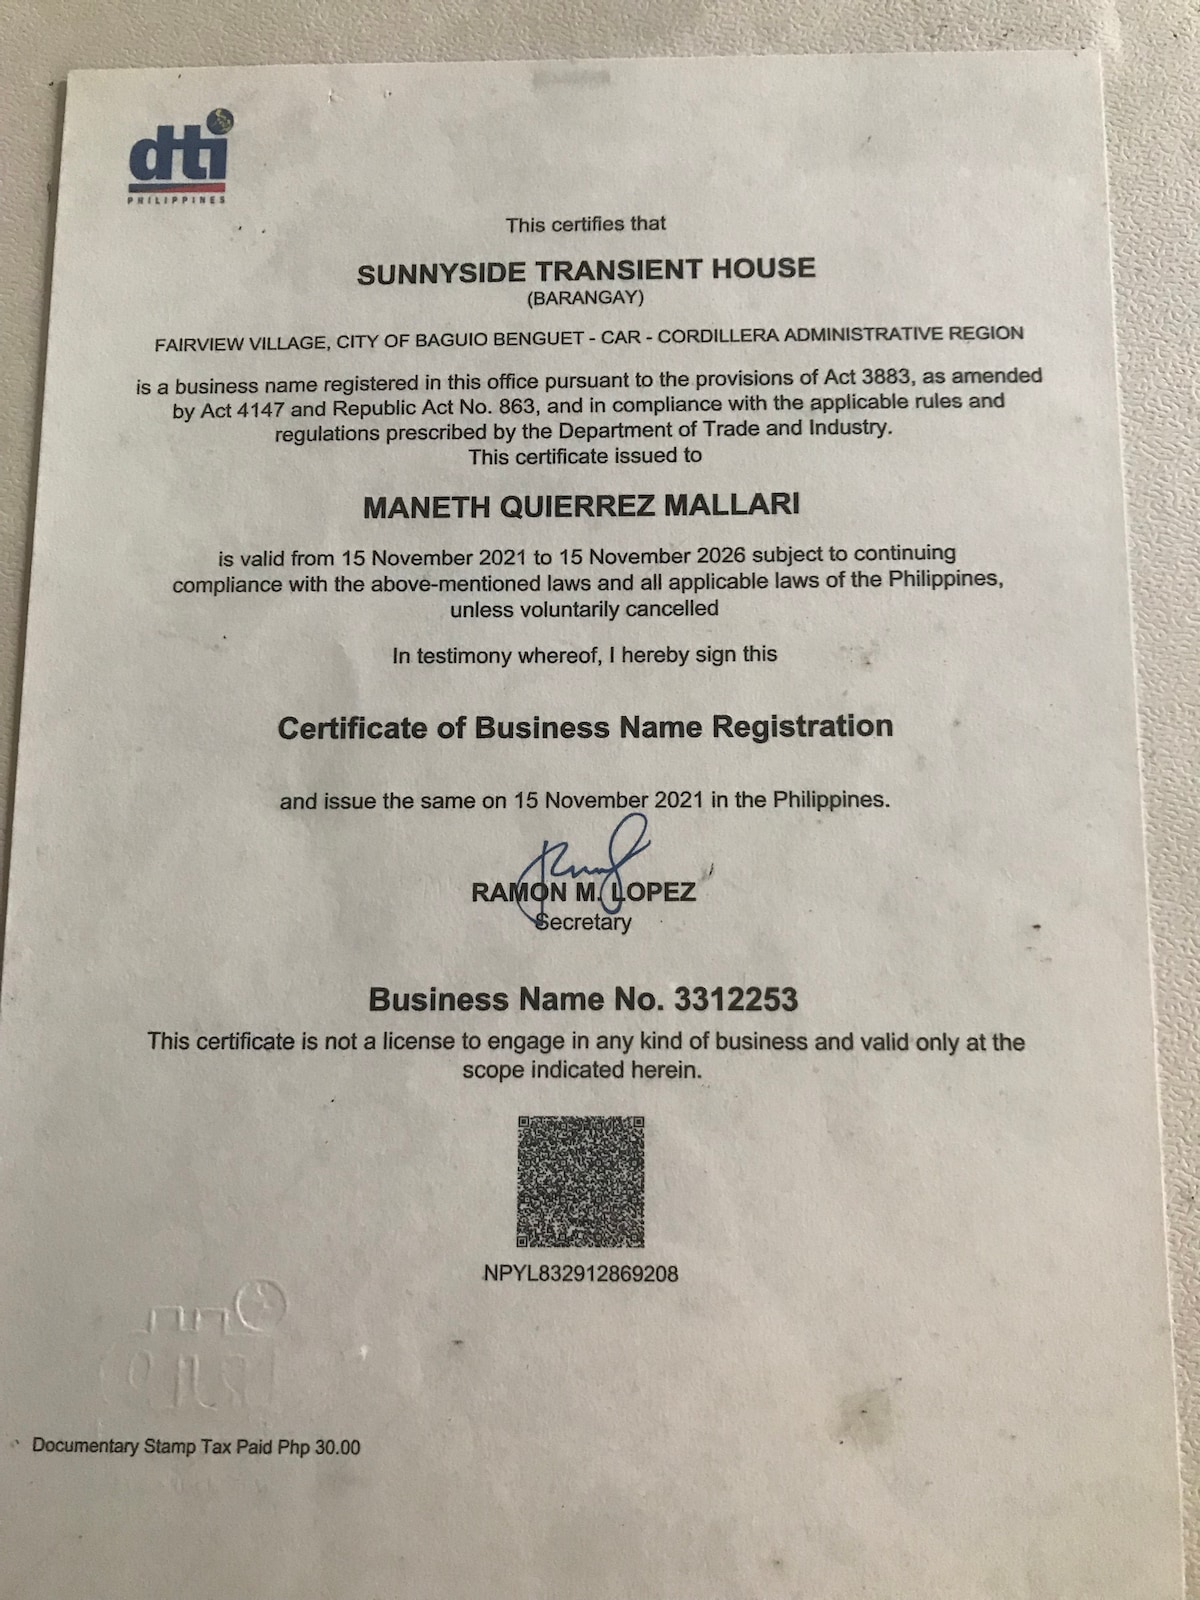 dti
PHILIPPINES
This certifies that
SUNNYSIDE TRANSIENT HOUSE
(BARANGAY)
FAIRVIEW VILLAGE, CITY OF BAGUIO BENGUET - CAR - CORDILLERA ADMINISTRATIVE REGION
is a business name registered in this office pursuant to the provisions of Act 3883, as amended
by Act 4147 and Republic Act No. 863, and in compliance with the applicable rules and
regulations prescribed by the Department of Trade and Industry.
This certificate issued to
MANETH QUIERREZ MALLARI
is valid from 15 November 2021 to 15 November 2026 subject to continuing
compliance with the above-mentioned laws and all applicable laws of the Philippines,
unless voluntarily cancelled
In testimony whereof, I hereby sign this
Certificate of Business Name Registration
and issue the same on 15 November 2021 in the Philippines.
RAMON M. LOPEZ
Secretary
Business Name No. 3312253
This certificate is not a license to engage in any kind of business and valid only at the
scope indicated herein.
NPYL832912869208
Documentary Stamp Tax Paid Php 30.00